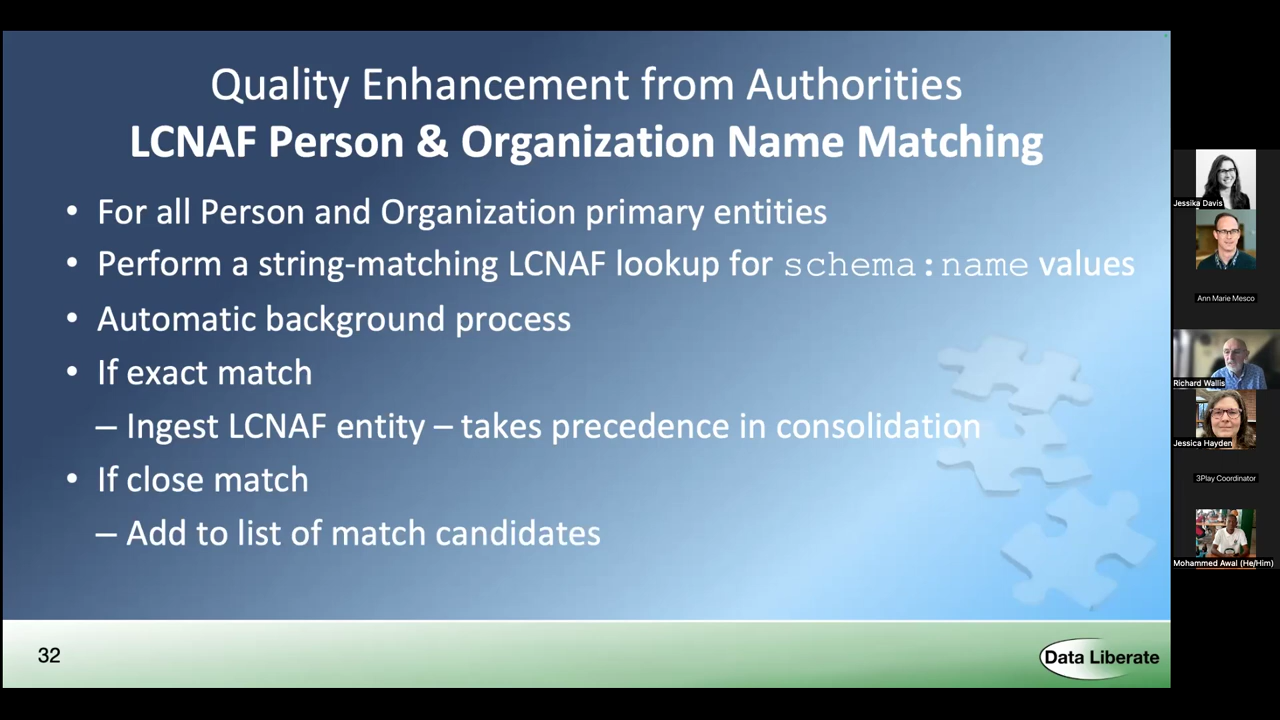 Quality Enhancement from Authorities
LCNAF Person & Organization Name Matching
• For all Person and Organization primary entities
• Perform a string-matching LCNAF lookup for schema:name values
• Automatic background process
• If exact match
– Ingest LCNAF entity – takes precedence in consolidation
• If close match
– Add to list of match candidates
32
Data Liberate
Jessika Davis
Ann Marie Mesco
Richard Wallis
Jessica Hayden
3Play Coordinator
Mohammed Awal (He/Him)